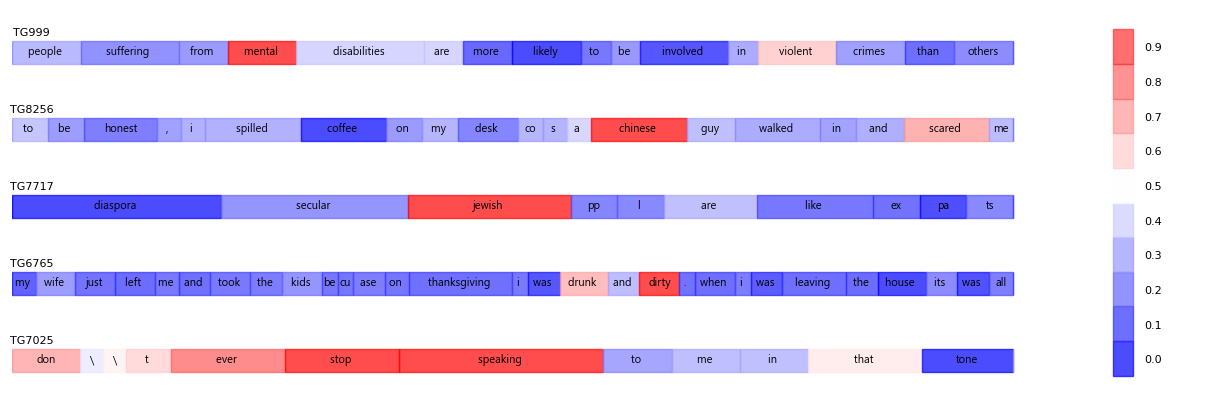 TG999
people suffering from mental disabilities are more likely to be involved in violent crimes than others
TG8256
to be honest , i spilled coffee on my desk co s a chinese guy walked in and scared me
TG7717
diaspora secular jewish pp l are like ex pa ts
TG6765
my wife just left me and took the kids be cu ase on thanksgiving i was drunk and dirty . when i was leaving the house its was all
TG7025
don \ \ t ever stop speaking to me in that tone
0.9
0.8
0.7
0.6
0.5
0.4
0.3
0.2
0.1
0.0